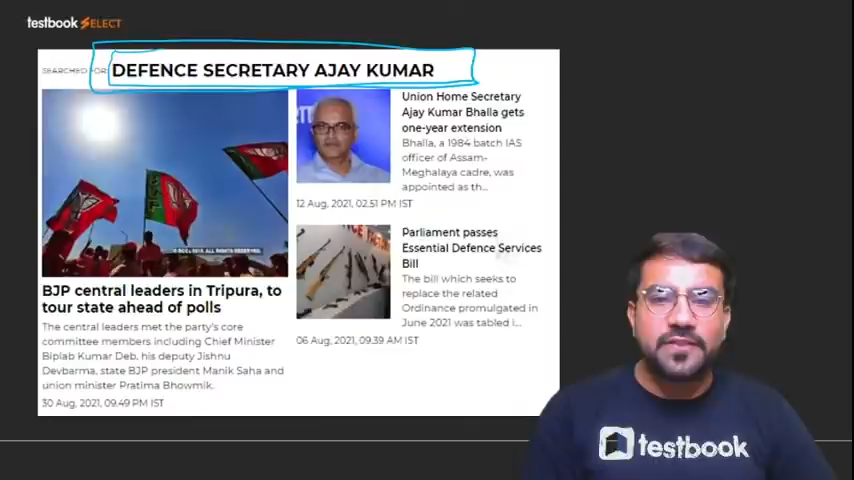 testbook SELECT
SEARCHED FOR: DEFENCE SECRETARY AJAY KUMAR
BJP
BJP central leaders in Tripura, to
tour state ahead of polls
The central leaders met the party's core
committee members including Chief Minister
Biplab Kumar Deb, his deputy Jishnu
Devbarma, state BJP president Manik Saha and
union minister Pratima Bhowmik.
30 Aug, 2021, 09.49 PM IST
Union Home Secretary
Ajay Kumar Bhalla gets
one-year extension
Bhalla, a 1984 batch IAS
officer of Assam-
Meghalaya cadre, was
appointed as th...
12 Aug, 2021, 02.51 PM IST
Parliament passes
Essential Defence Services
Bill
The bill which seeks to
replace the related
Ordinance promulgated in
June 2021 was tabled i...
06 Aug, 2021, 09.39 AM IST
testbook